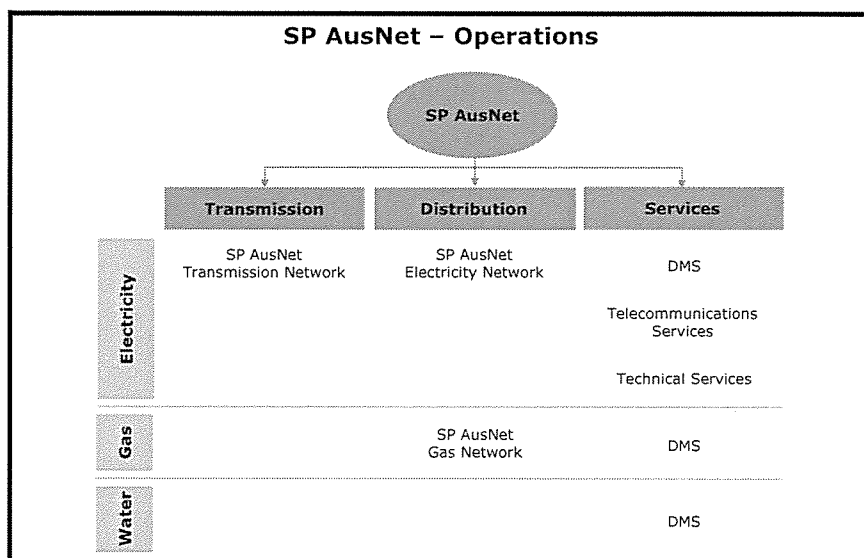 SP AusNet – Operations
SP AusNet
Transmission
Distribution
Services
Electricity
SP AusNet
Transmission Network
SP AusNet
Electricity Network
DMS
Telecommunications
Services
Technical Services
Gas
SP AusNet
Gas Network
DMS
Water
DMS